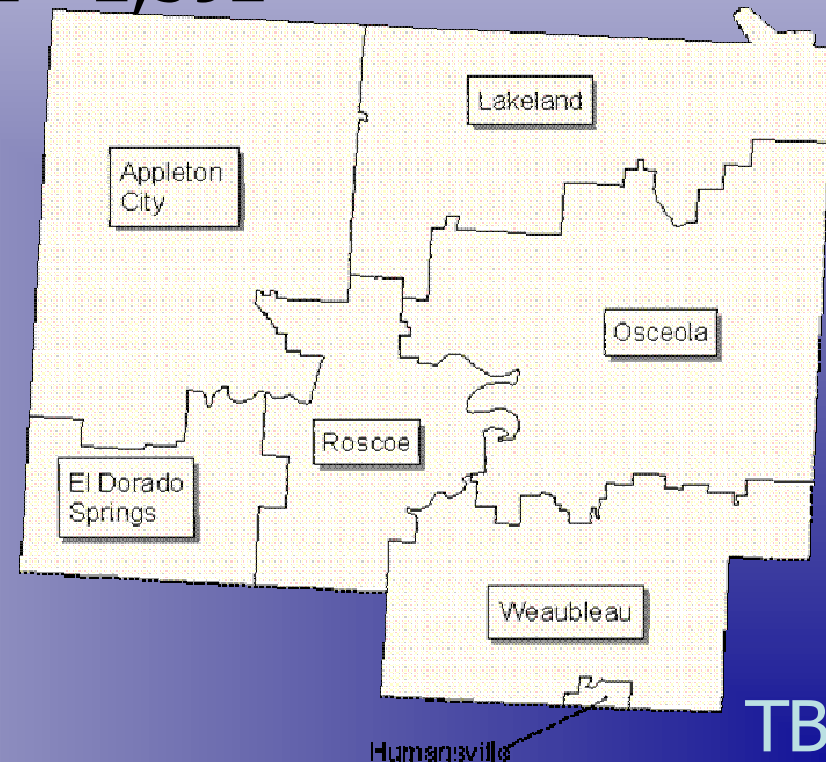 Lakeland
Appleton
City
Osceola
Roscoe
El Dorado
Springs
Weaubleau
Humansville
TB